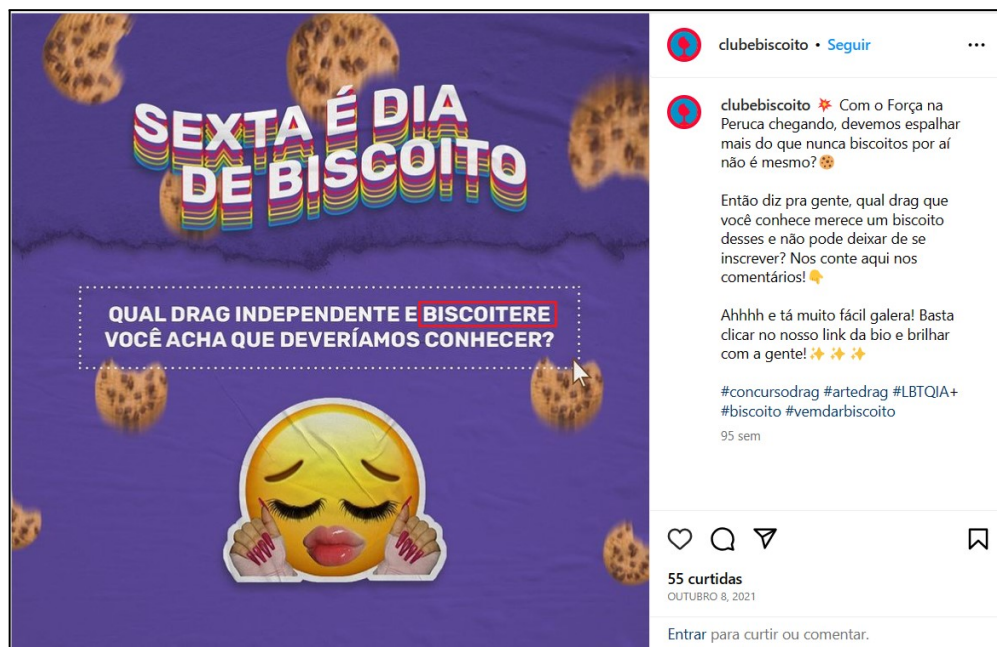 SEXTA É DIA
DE BISCOITO
QUAL DRAG INDEPENDENTE E BISCOITERE
VOCÊ ACHA QUE DEVERÍAMOS CONHECER?
clubebiscoito • Seguir
clubebiscoito 💥 Com o Força na
Peruca chegando, devemos espalhar
mais do que nunca biscoitos por aí
não é mesmo?🍪
Então diz pra gente, qual drag que
você conhece merece um biscoito
desses e não pode deixar de se
inscrever? Nos conte aqui nos
comentários!👇
Ahhhh e tá muito fácil galera! Basta
clicar no nosso link da bio e brilhar
com a gente!✨ ✨ ✨
#concursodrag #artedrag #LBTQIA+
#biscoito #vemdarbiscoito
95 sem
55 curtidas
OUTUBRO 8, 2021
Entrar para curtir ou comentar.